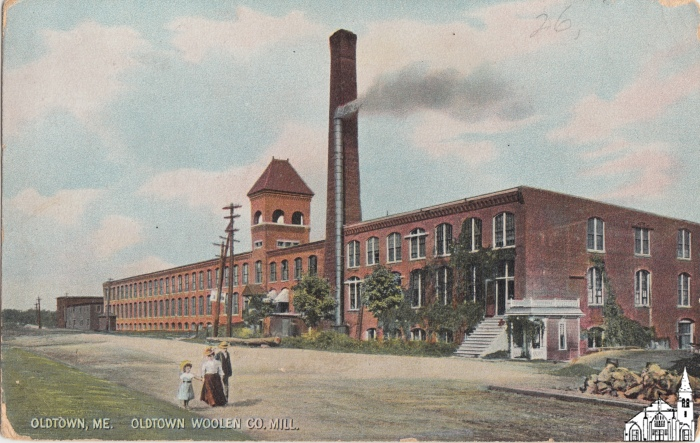 26,
OLDTOWN, ME. OLDTOWN WOOLEN CO. MILL.